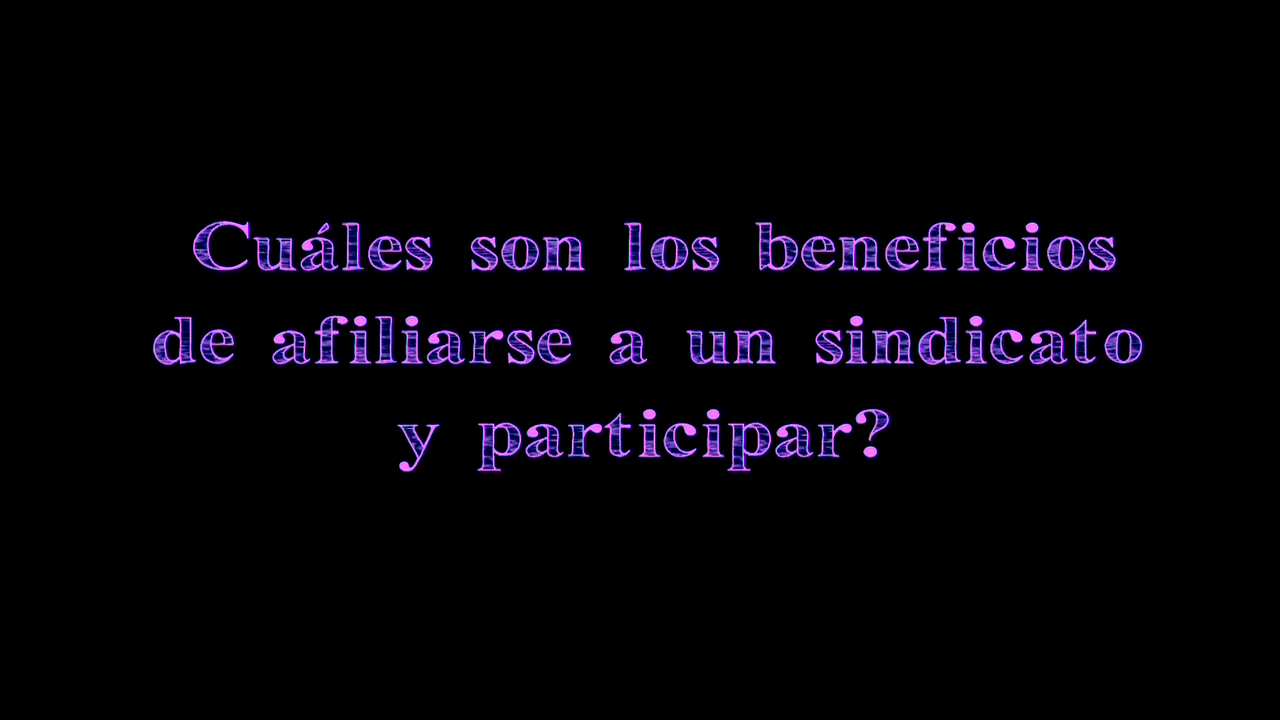 Cuáles son los beneficios
de afiliarse a un sindicato
y participar?